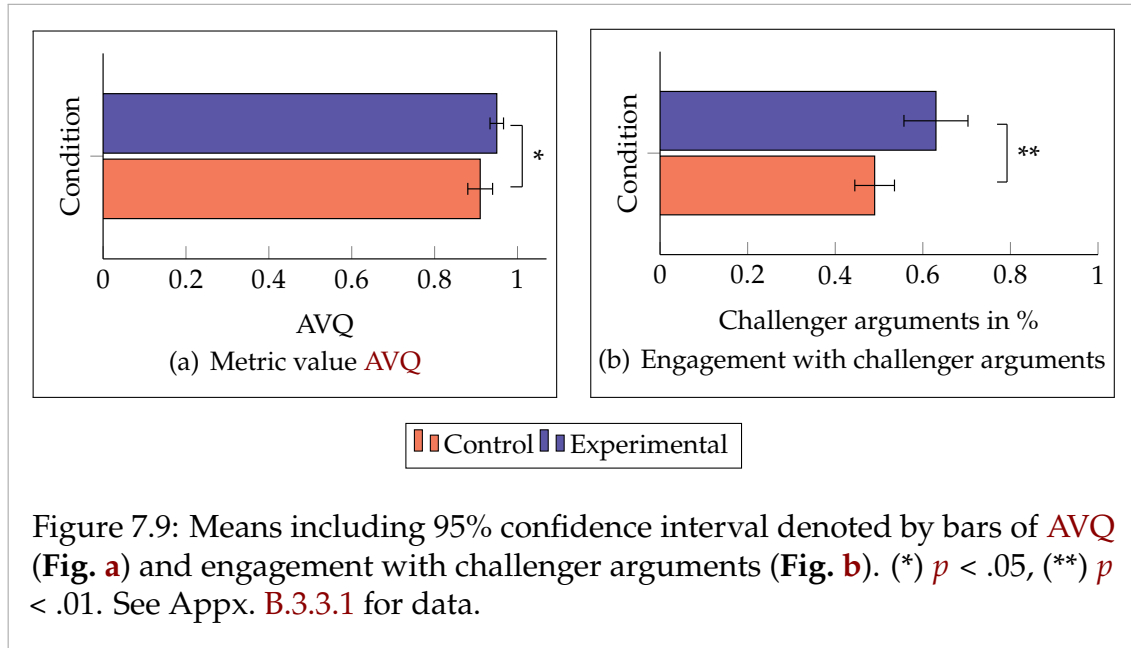 Condition
*
0 0.2 0.4 0.6 0.8 1
AVQ
(a) Metric value AVQ
Condition
**
0 0.2 0.4 0.6 0.8 1
Challenger arguments in %
(b) Engagement with challenger arguments
Control Experimental
Figure 7.9: Means including 95% confidence interval denoted by bars of AVQ
(Fig. a) and engagement with challenger arguments (Fig. b). (*) p < .05, (**) p
< .01. See Appx. B.3.3.1 for data.